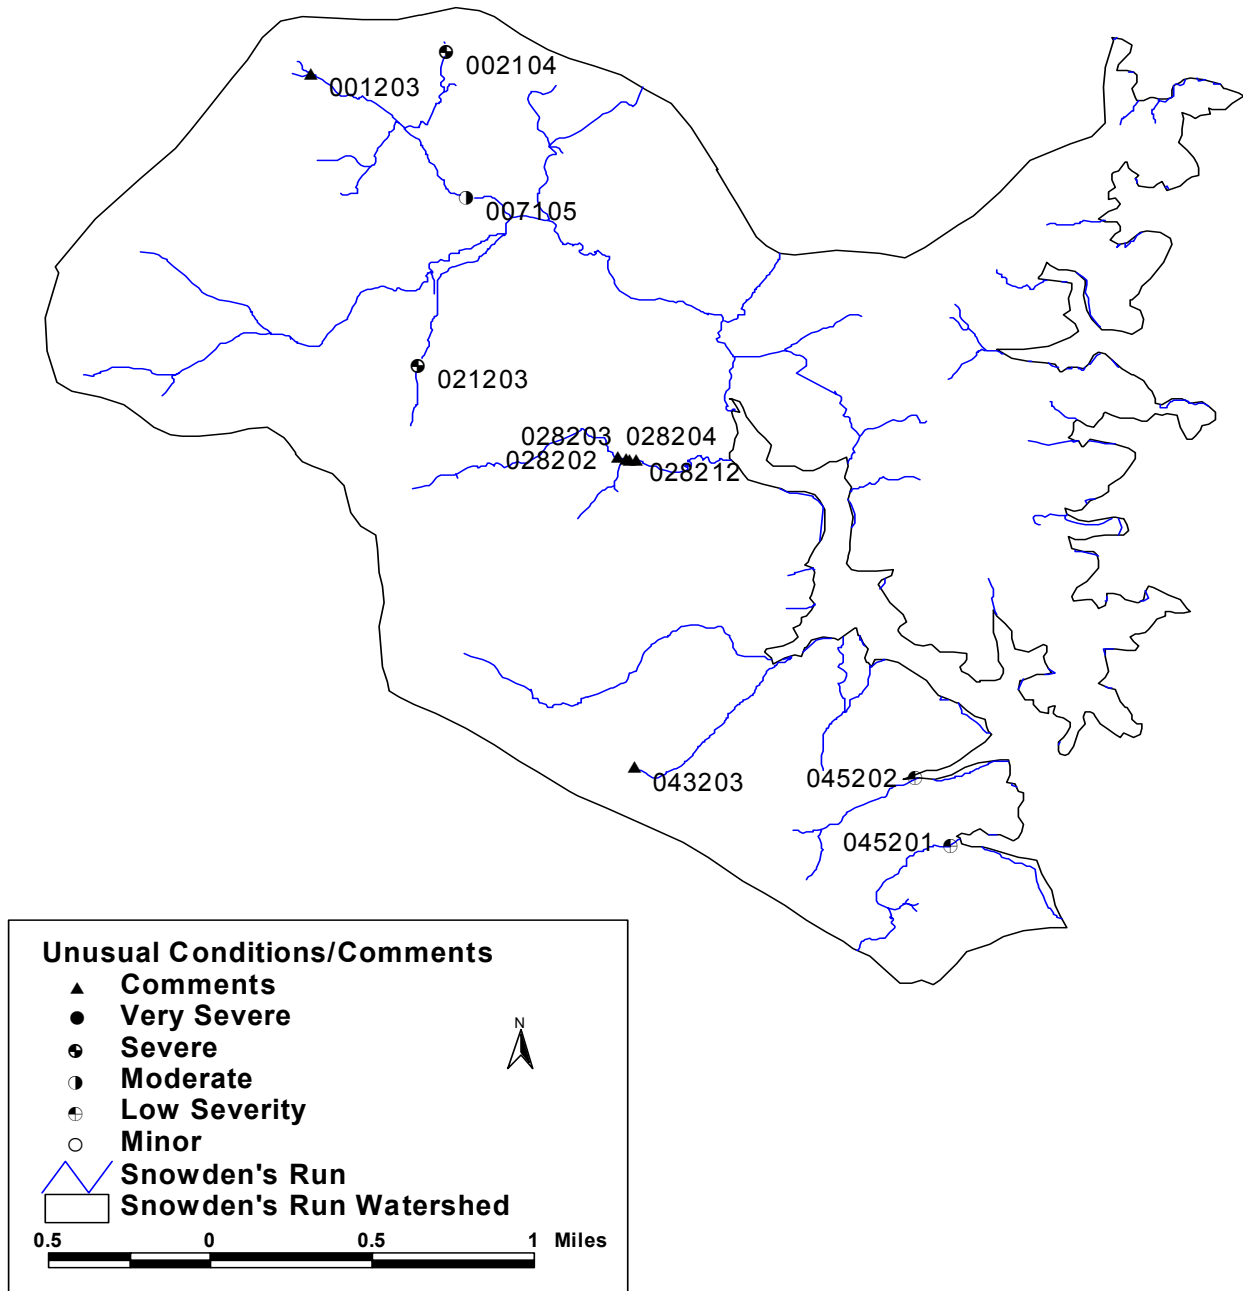 002104
001203
007105
021203
028203 028204
028202
028212
043203
045202
045201
Unusual Conditions/Comments
Comments
Very Severe
Severe
N
Moderate
Low Severity
Minor
Snowden's Run
Snowden's Run Watershed
0.5 0 0.5 1 Miles